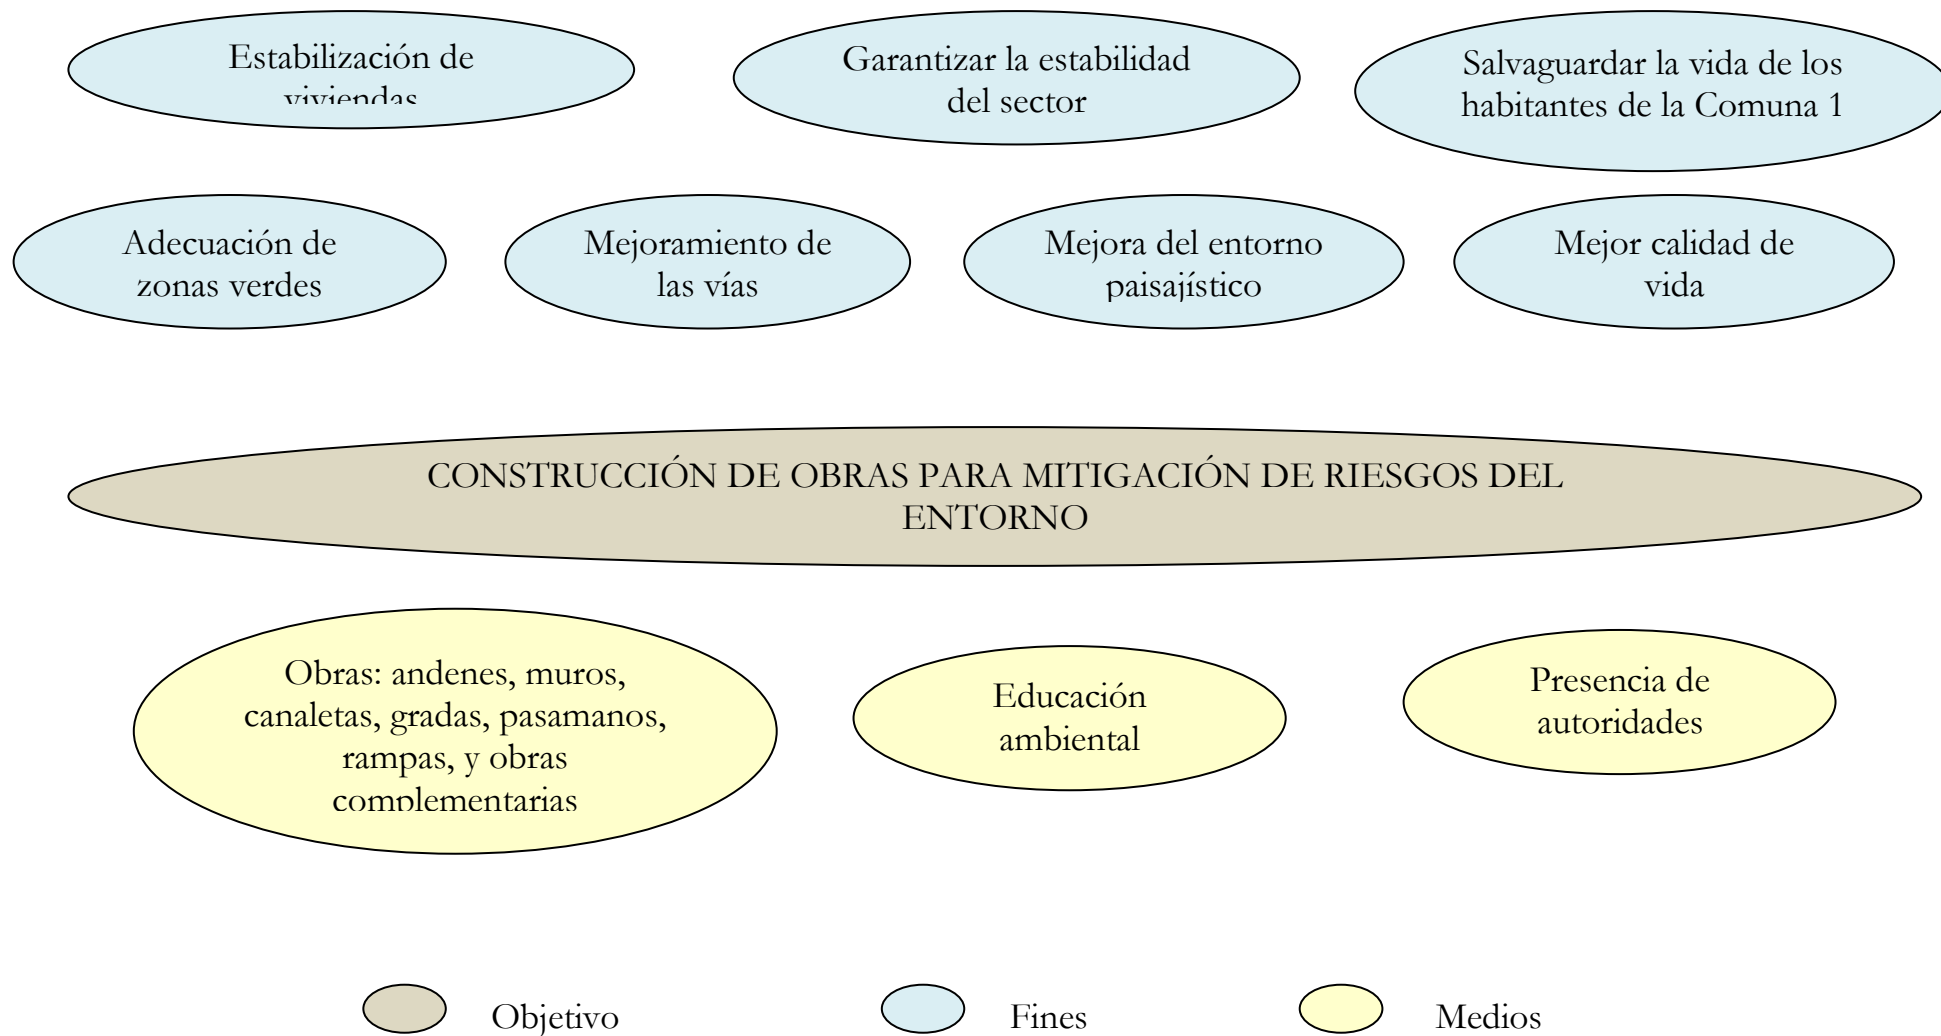 Estabilización de
viviendas
Garantizar la estabilidad
del sector
Salvaguardar la vida de los
habitantes de la Comuna 1
Adecuación de
zonas verdes
Mejoramiento de
las vías
Mejora del entorno
paisajístico
Mejor calidad de
vida
CONSTRUCCIÓN DE OBRAS PARA MITIGACIÓN DE RIESGOS DEL
ENTORNO
Obras: andenes, muros,
canaletas, gradas, pasamanos,
rampas, y obras
complementarias
Educación
ambiental
Presencia de
autoridades
Objetivo
Fines
Medios